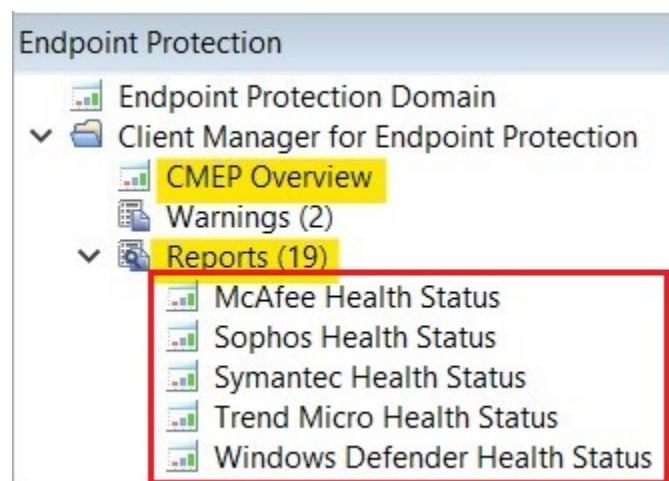 Endpoint Protection
Endpoint Protection Domain
Client Manager for Endpoint Protection
CMEP Overview
Warnings (2)
Reports (19)
McAfee Health Status
Sophos Health Status
Symantec Health Status
Trend Micro Health Status
Windows Defender Health Status